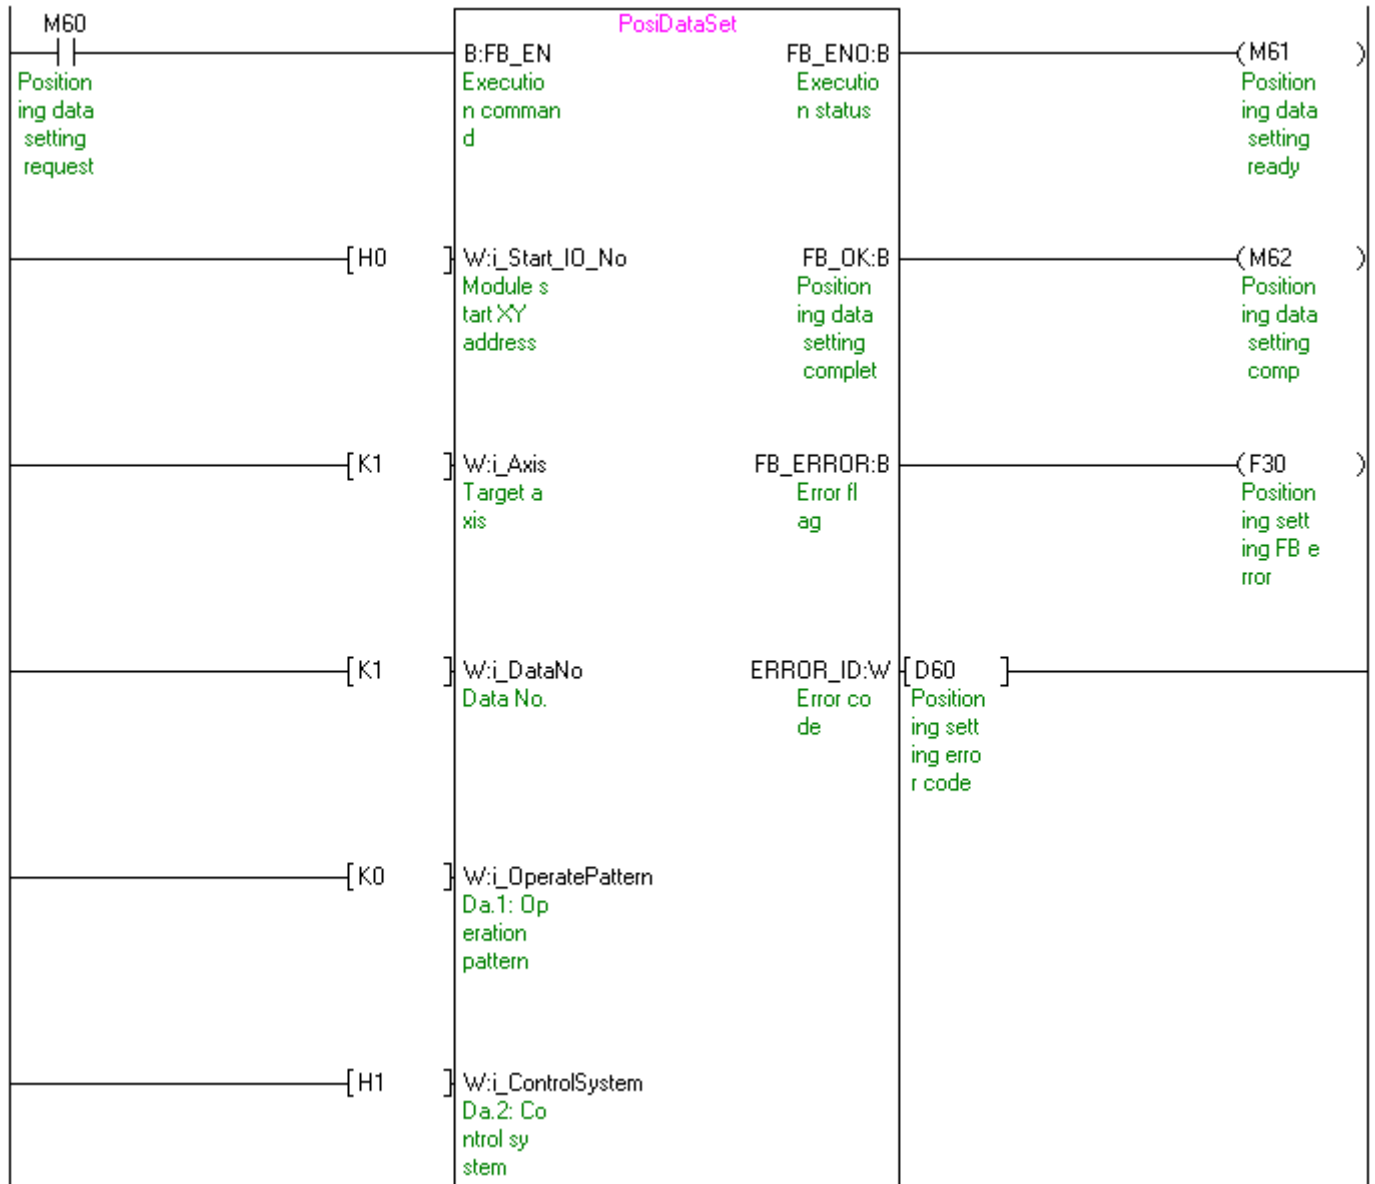 M60
PosiDataSet
B:FB_EN
FB_ENO:B
(M61 )
Position
ing data
setting
request
Executio
n comman
d
Executio
n status
Position
ing data
setting
ready
[H0 ]
W:i_Start_IO_No
FB_OK:B
(M62 )
Module s
tart XY
address
Position
ing data
setting
complet
Position
ing data
setting
comp
[K1 ]
W:i_Axis
FB_ERROR:B
(F30 )
Target a
xis
Error fl
ag
Position
ing sett
ing FB e
rror
[K1 ]
W:i_DataNo
ERROR_ID:W
[D60 ]
Data No.
Error co
de
Position
ing sett
ing erro
r code
[K0 ]
W:i_OperatePattern
Da.1: Op
eration
pattern
[H1 ]
W:i_ControlSystem
Da.2: Co
ntrol sy
stem